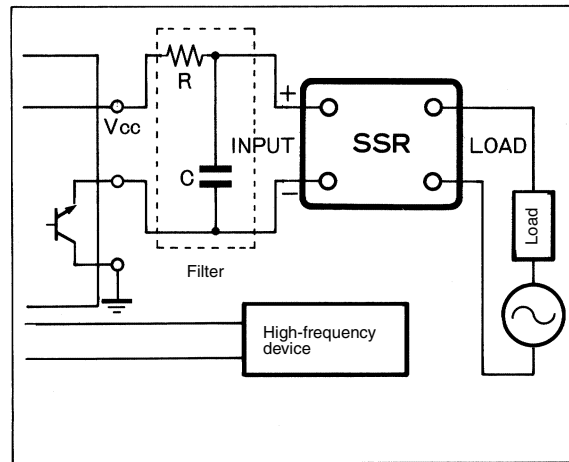 R
Vcc
+
INPUT
SSR
LOAD
C
−
Load
Filter
High-frequency
device